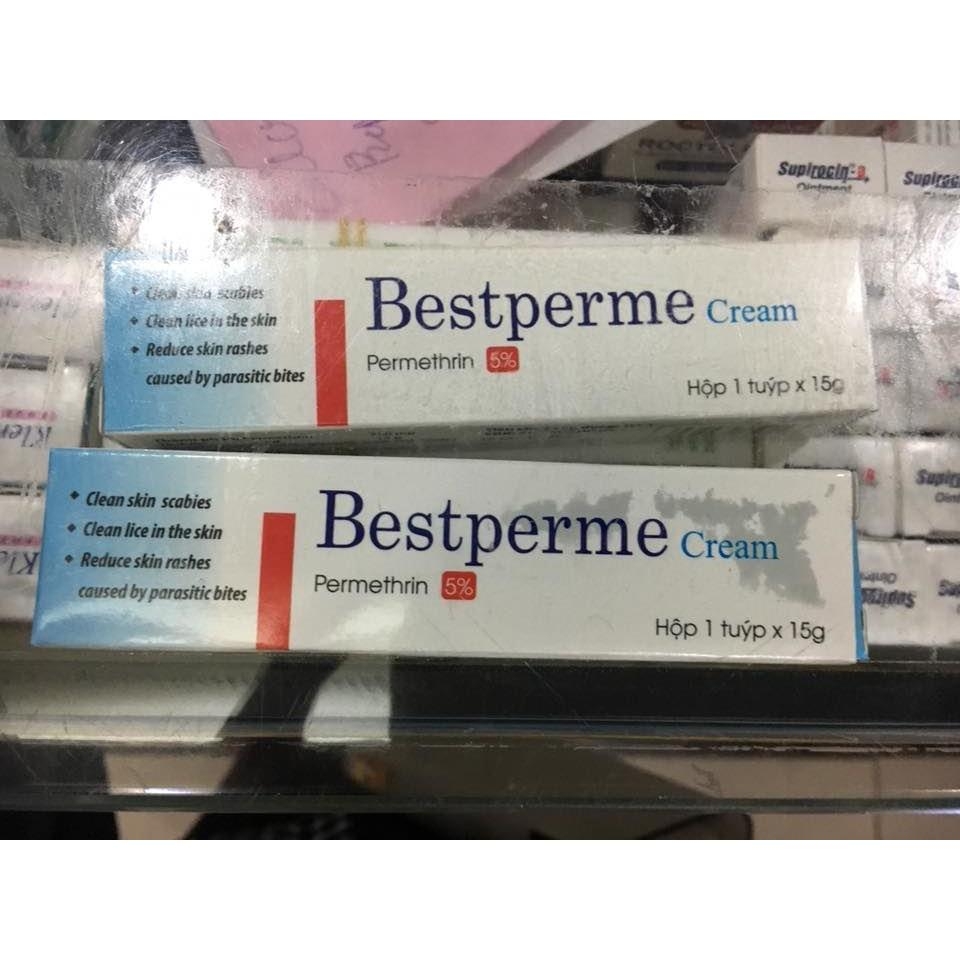 Supirocin-B
Ointment
• Clean skin scabies
• Clean lice in the skin
• Reduce skin rashes
caused by parasitic bites
Bestperme Cream
Permethrin 5%
Hộp 1 tuýp x 15g
• Clean skin scabies
• Clean lice in the skin
• Reduce skin rashes
caused by parasitic bites
Bestperme Cream
Permethrin 5%
Hộp 1 tuýp x 15g